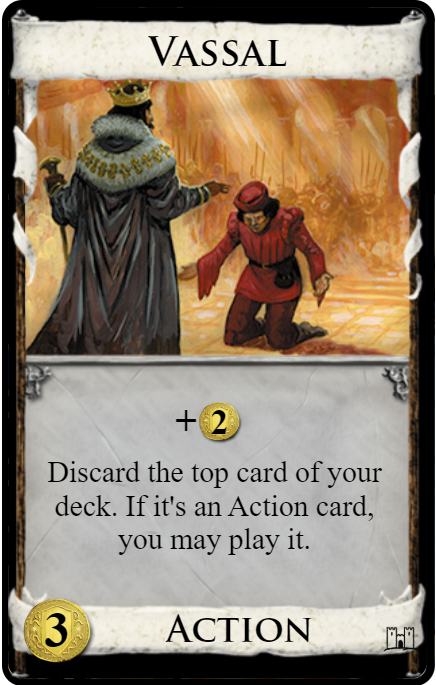 VASSAL
+2
Discard the top card of your
deck. If it's an Action card,
you may play it.
3 ACTION